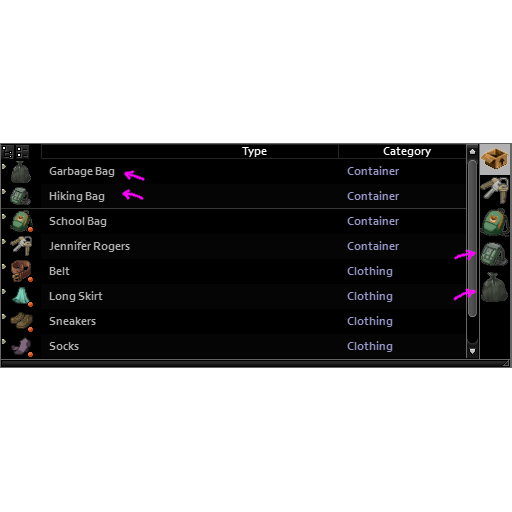 Type Category
Garbage Bag Container
Hiking Bag Container
School Bag Container
Jennifer Rogers Container
Belt Clothing
Long Skirt Clothing
Sneakers Clothing
Socks Clothing